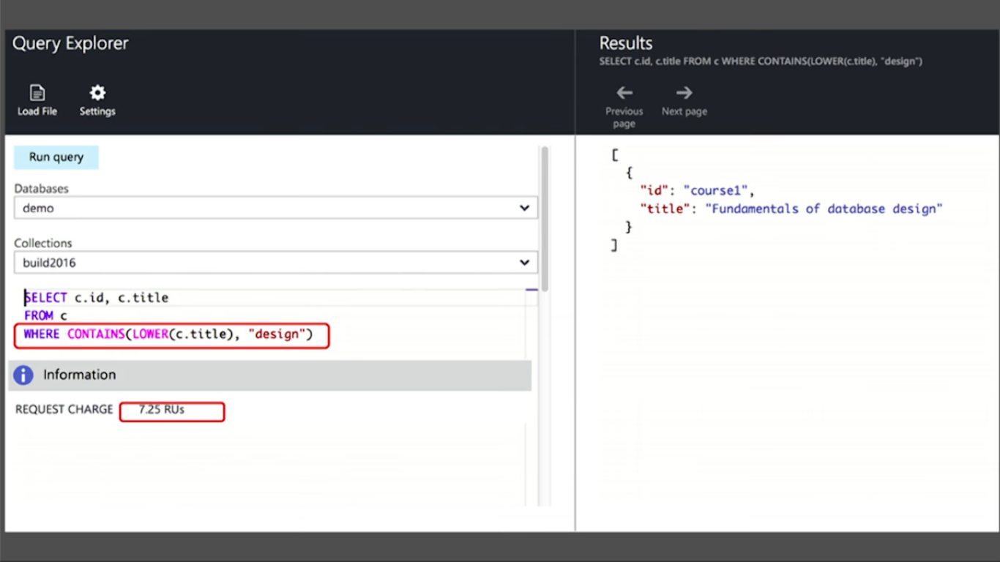 Query Explorer
Load File
Settings
Run query
Databases
demo
Collections
build2016
SELECT c.id, c.title
FROM c
WHERE CONTAINS(LOWER(c.title), "design")
Information
REQUEST CHARGE 7.25 RUs
Results
SELECT c.id, c.title FROM c WHERE CONTAINS(LOWER(c.title), "design")
Previous
page
Next page
[
{
"id": "course1",
"title": "Fundamentals of database design"
}
]